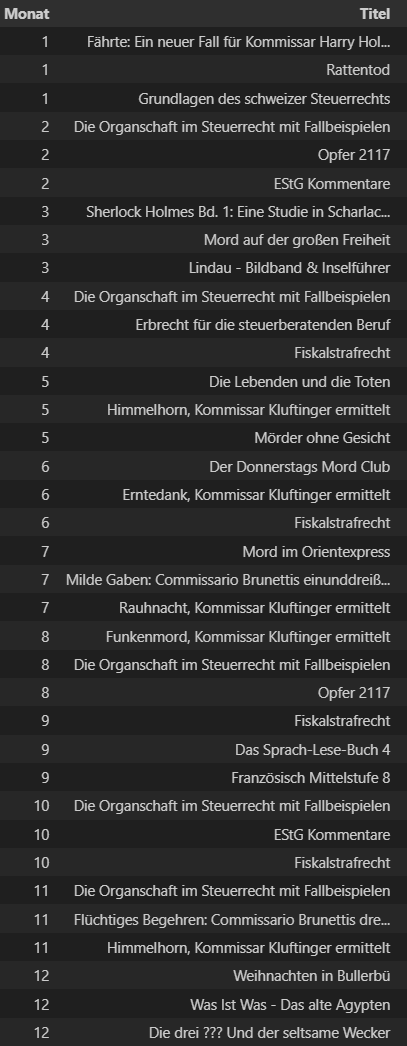 Monat Titel
1 Fährte: Ein neuer Fall für Kommissar Harry Hol...
1 Rattentod
1 Grundlagen des schweizer Steuerrechts
2 Die Organschaft im Steuerrecht mit Fallbeispielen
2 Opfer 2117
2 EStG Kommentare
3 Sherlock Holmes Bd. 1: Eine Studie in Scharlac...
3 Mord auf der großen Freiheit
3 Lindau - Bildband & Inselführer
4 Die Organschaft im Steuerrecht mit Fallbeispielen
4 Erbrecht für die steuerberatenden Beruf
4 Fiskalstrafrecht
5 Die Lebenden und die Toten
5 Himmelhorn, Kommissar Kluftinger ermittelt
5 Mörder ohne Gesicht
6 Der Donnerstags Mord Club
6 Erntedank, Kommissar Kluftinger ermittelt
6 Fiskalstrafrecht
7 Mord im Orientexpress
7 Milde Gaben: Commissario Brunettis einunddreiß...
7 Rauhnacht, Kommissar Kluftinger ermittelt
8 Funkenmord, Kommissar Kluftinger ermittelt
8 Die Organschaft im Steuerrecht mit Fallbeispielen
8 Opfer 2117
9 Fiskalstrafrecht
9 Das Sprach-Lese-Buch 4
9 Französisch Mittelstufe 8
10 Die Organschaft im Steuerrecht mit Fallbeispielen
10 EStG Kommentare
10 Fiskalstrafrecht
11 Die Organschaft im Steuerrecht mit Fallbeispielen
11 Flüchtiges Begehren: Commissario Brunettis dre...
11 Himmelhorn, Kommissar Kluftinger ermittelt
12 Weihnachten in Bullerbü
12 Was Ist Was - Das alte Agypten
12 Die drei ??? Und der seltsame Wecker